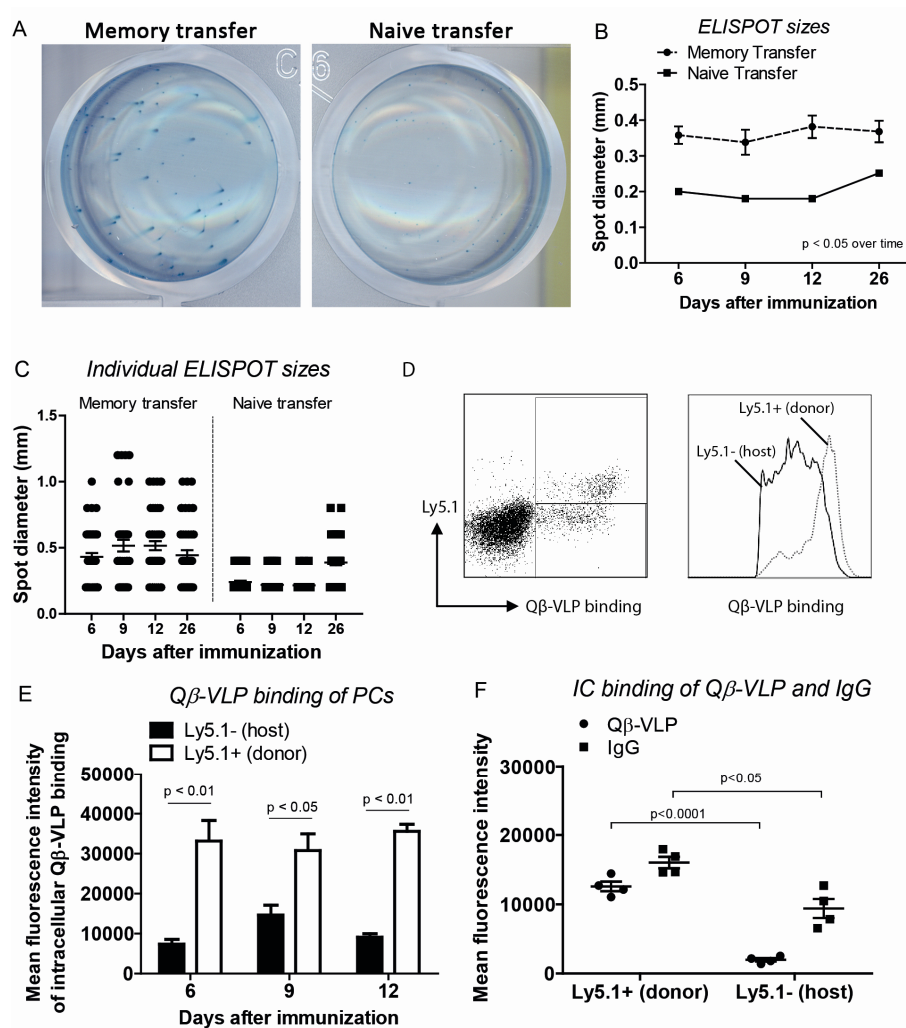 A
Memory transfer
Naive transfer
C6
B
ELISPOT sizes
Memory Transfer
Naive Transfer
Spot diameter (mm)
0.5
0.4
0.3
0.2
0.1
0.0
p < 0.05 over time
6 9 12 26
Days after immunization
C
Individual ELISPOT sizes
Memory transfer Naive transfer
Spot diameter (mm)
1.5
1.0
0.5
0.0
6 9 12 26 6 9 12 26
Days after immunization
D
Ly5.1
Qβ-VLP binding
Ly5.1+ (donor)
Ly5.1- (host)
Qβ-VLP binding
E
Qβ-VLP binding of PCs
Ly5.1- (host)
Ly5.1+ (donor)
Mean fluorescence intensity
of intracellular Qβ-VLP binding
50000
40000
30000
20000
10000
0
p < 0.01
p < 0.05
p < 0.01
6 9 12
Days after immunization
F
IC binding of Qβ-VLP and IgG
Qβ-VLP
IgG
Mean fluorescence intensity
30000
20000
10000
0
p<0.05
p<0.0001
Ly5.1+ (donor) Ly5.1- (host)